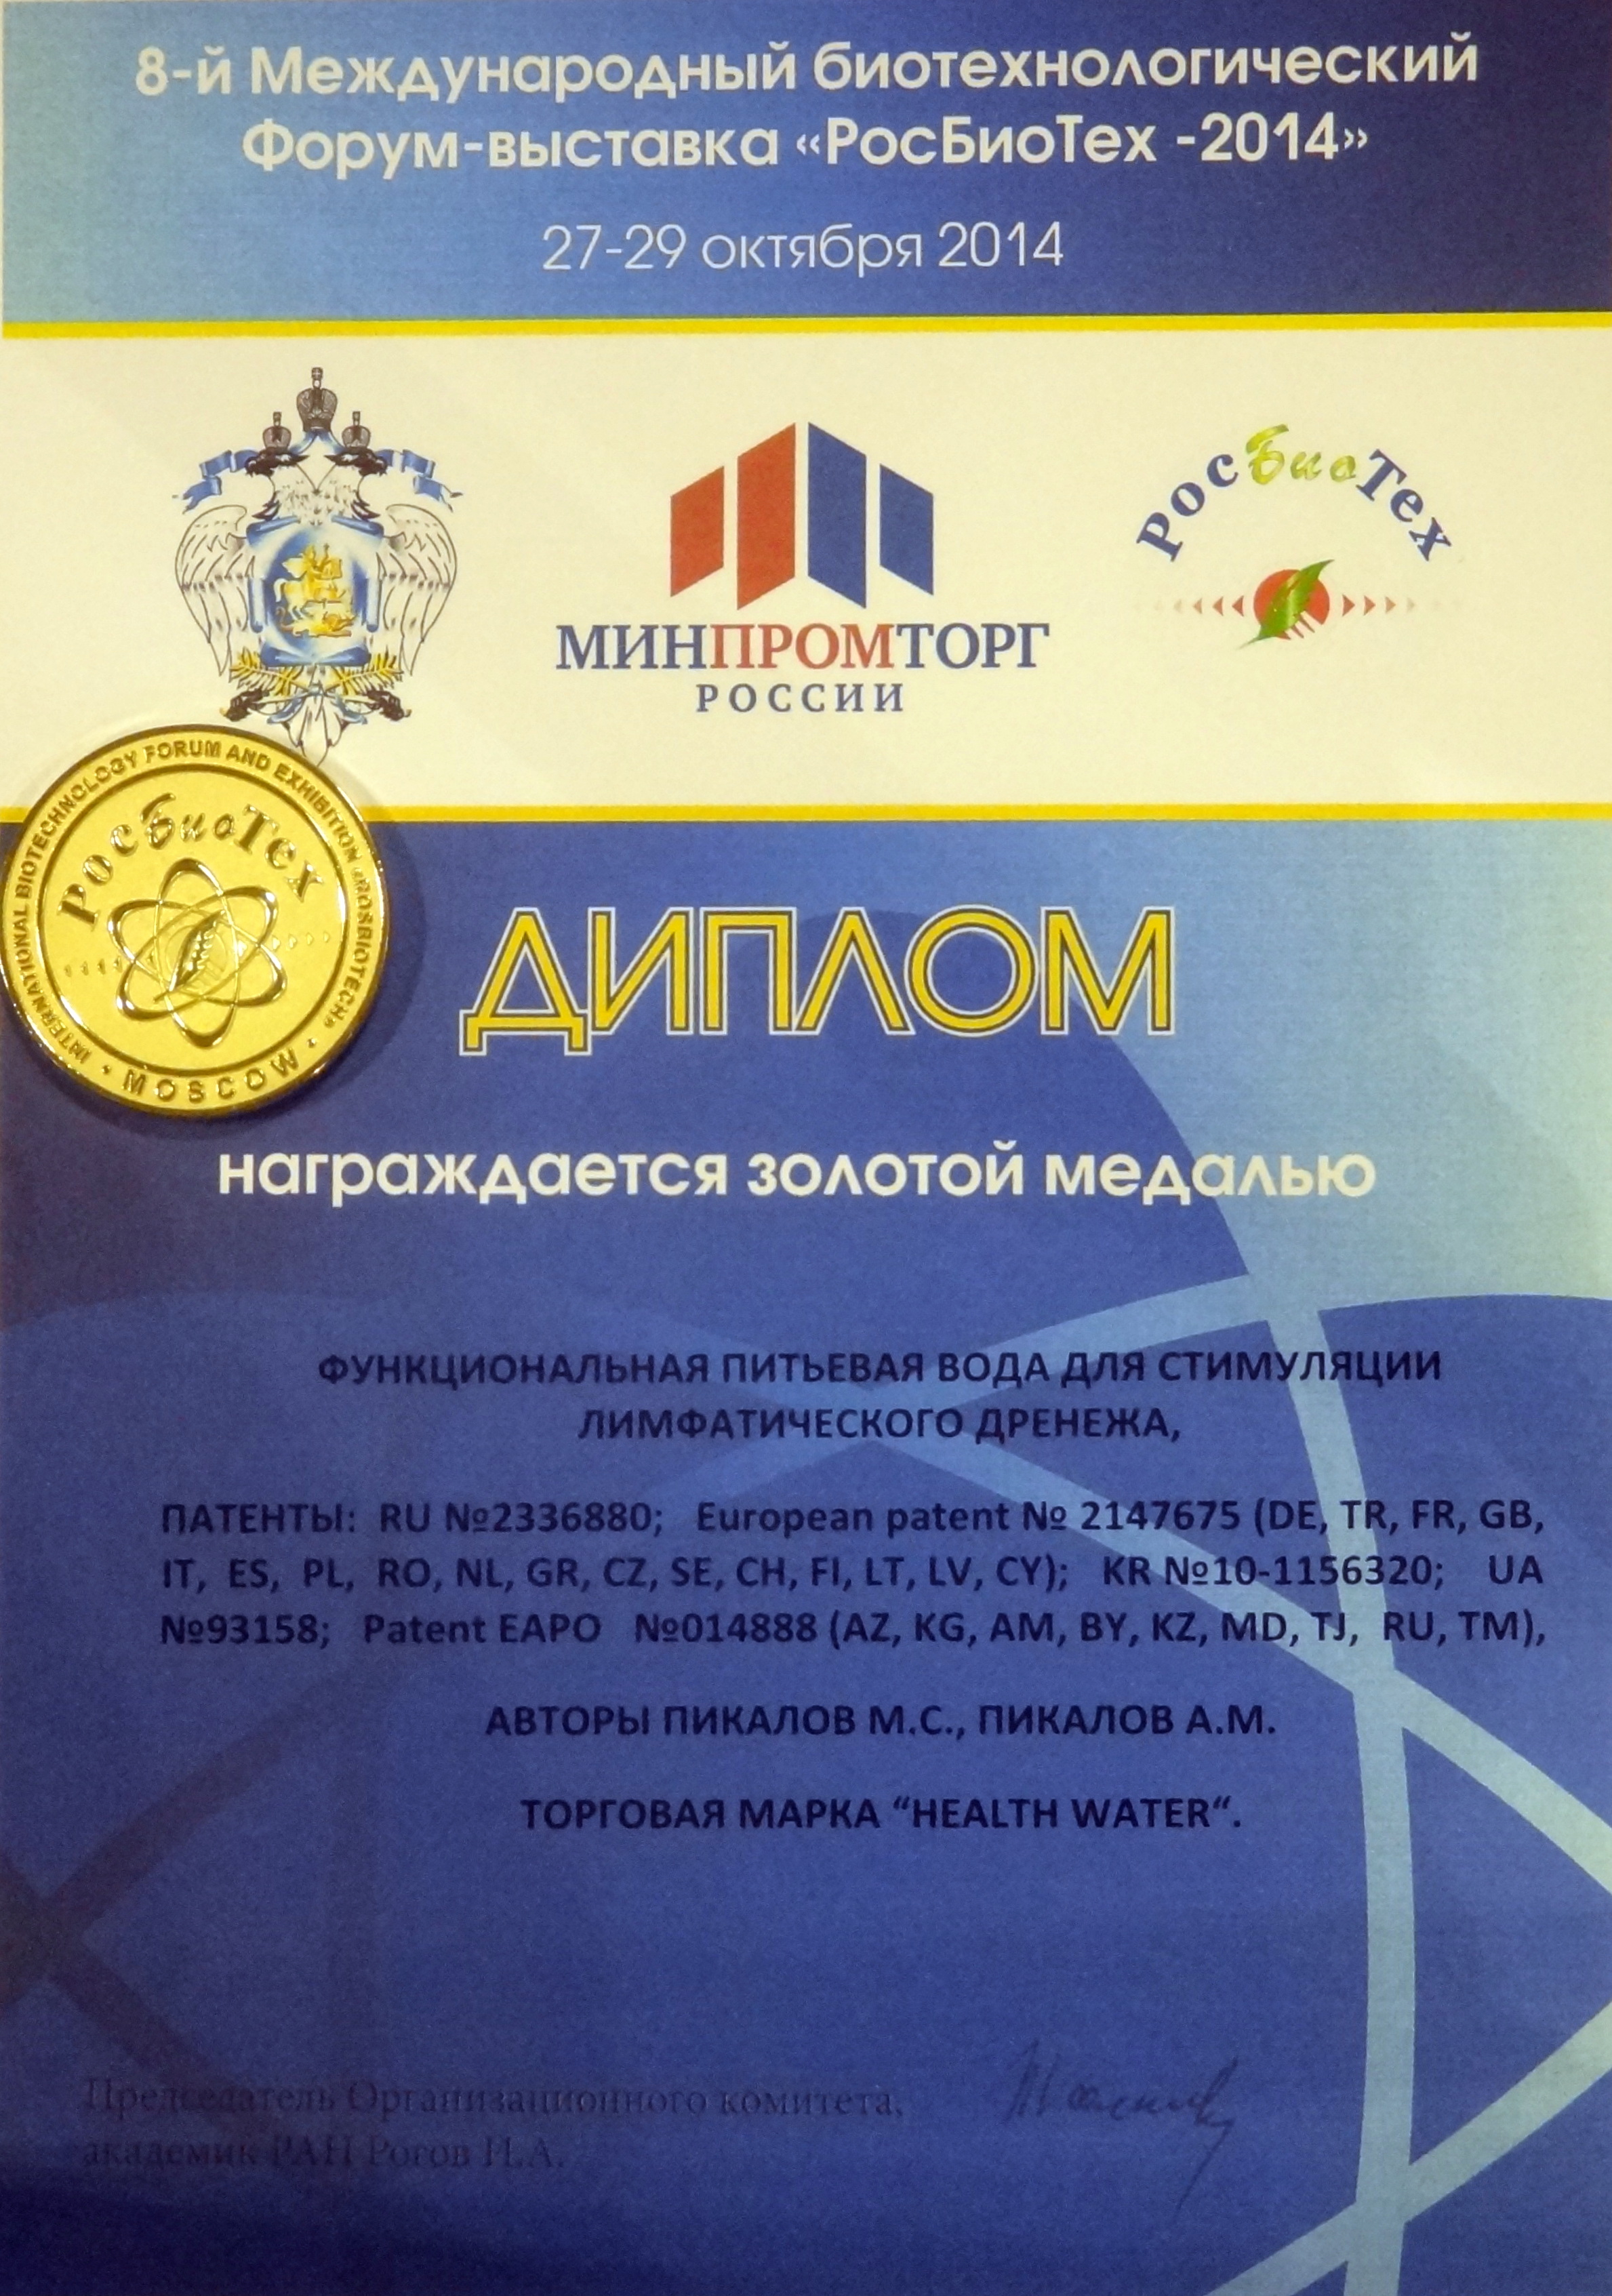 8-й Международный биотехнологический
Форум-выставка «РосБиоТех -2014»
27-29 октября 2014
МИНПРОМТОРГ
РОССИИ
РосБиоТех
INTERNATIONAL BIOTECHNOLOGY FORUM AND EXHIBITION «ROSBIOTECH»
РосБиоТех
• MOSCOW •
ДИПЛОМ
награждается золотой медалью
ФУНКЦИОНАЛЬНАЯ ПИТЬЕВАЯ ВОДА ДЛЯ СТИМУЛЯЦИИ
ЛИМФАТИЧЕСКОГО ДРЕНЕЖА,
ПАТЕНТЫ: RU №2336880; European patent № 2147675 (DE, TR, FR, GB,
IT, ES, PL, RO, NL, GR, CZ, SE, CH, FI, LT, LV, CY); KR №10-1156320; UA
№93158; Patent EAPO №014888 (AZ, KG, AM, BY, KZ, MD, TJ, RU, TM),
АВТОРЫ ПИКАЛОВ М.С., ПИКАЛОВ А.М.
ТОРГОВАЯ МАРКА “HEALTH WATER“.
Председатель Организационного комитета,
академик РАН Рогов И.А.